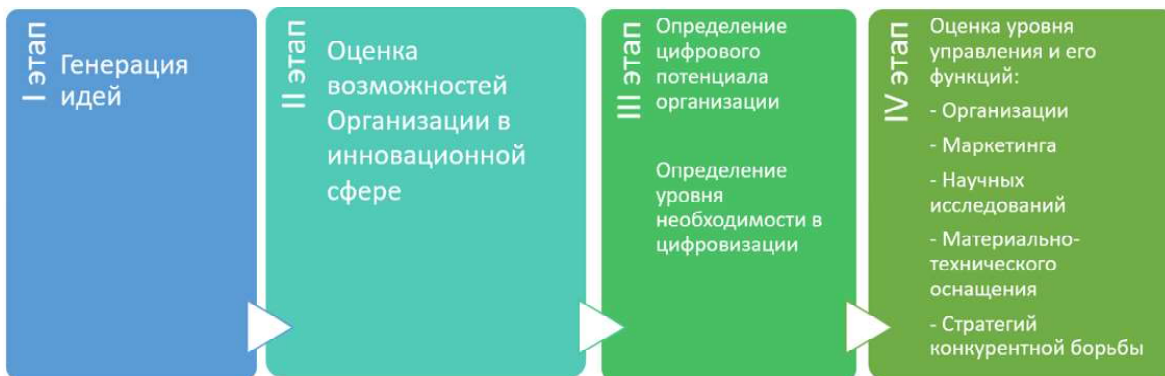 I этап
Генерация
идей
II этап
Оценка
возможностей
Организации в
инновационной
сфере
III этап
Определение
цифрового
потенциала
организации
Определение
уровня
необходимости в
цифровизации
IV этап
Оценка уровня
управления и его
функций:
- Организации
- Маркетинга
- Научных
исследований
- Материально-
технического
оснащения
- Стратегий
конкурентной борьбы